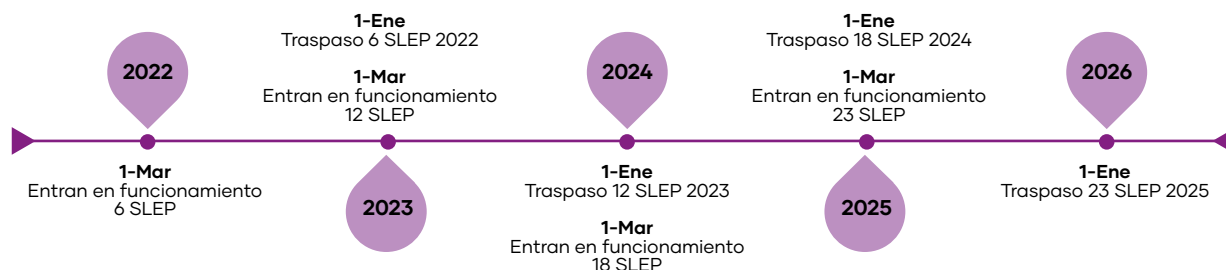 2022
1-Mar
Entran en funcionamiento
6 SLEP
1-Ene
Traspaso 6 SLEP 2022
1-Mar
Entran en funcionamiento
12 SLEP
2023
2024
1-Ene
Traspaso 12 SLEP 2023
1-Mar
Entran en funcionamiento
18 SLEP
1-Ene
Traspaso 18 SLEP 2024
1-Mar
Entran en funcionamiento
23 SLEP
2025
2026
1-Ene
Traspaso 23 SLEP 2025